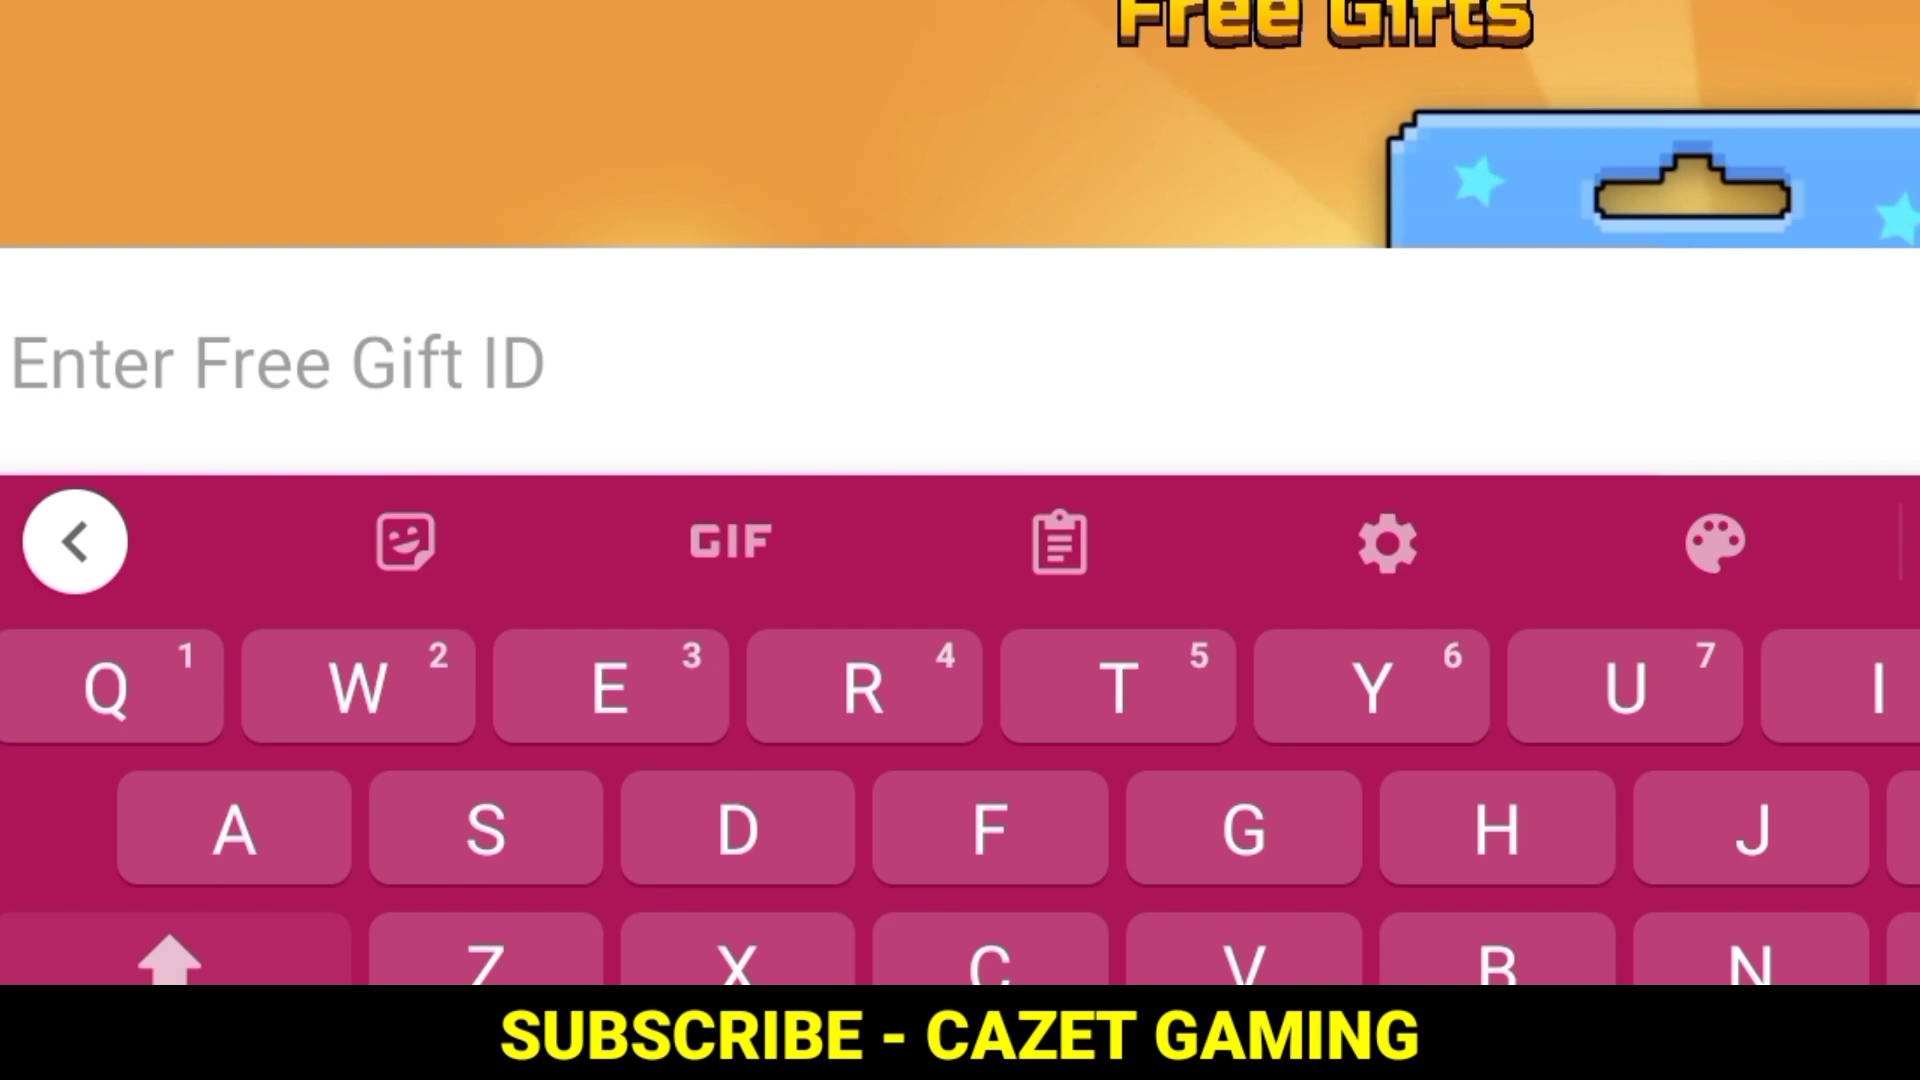 Free Gifts
Enter Free Gift ID
GIF
Q 1 W 2 E 3 R 4 T 5 Y 6 U 7 I
A S D F G H J
Z X C V B N
SUBSCRIBE - CAZET GAMING